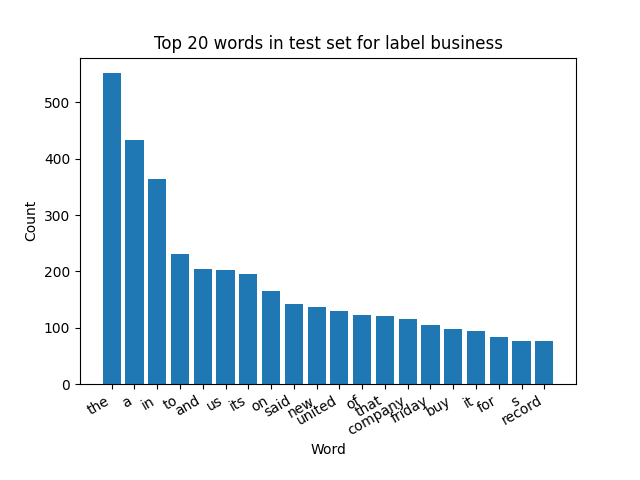 Top 20 words in test set for label business
500
400
300
200
100
0
Count
the a in to and us its on said new united of that company friday buy it for s record
Word